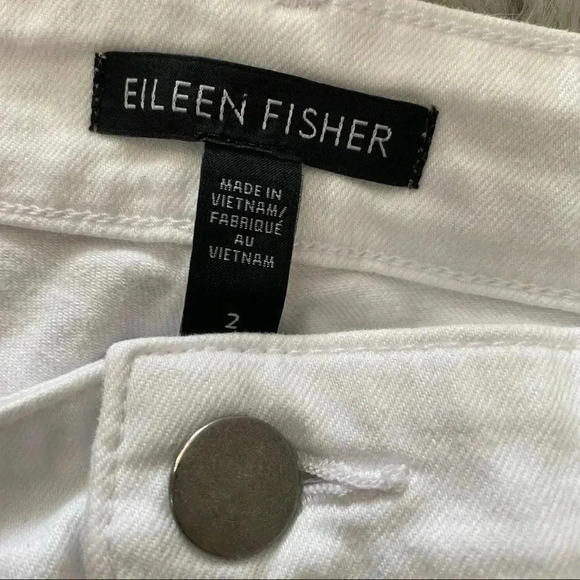 EILEEN FISHER
MADE IN
VIETNAM/
FABRIQUÉ
AU
VIETNAM
2